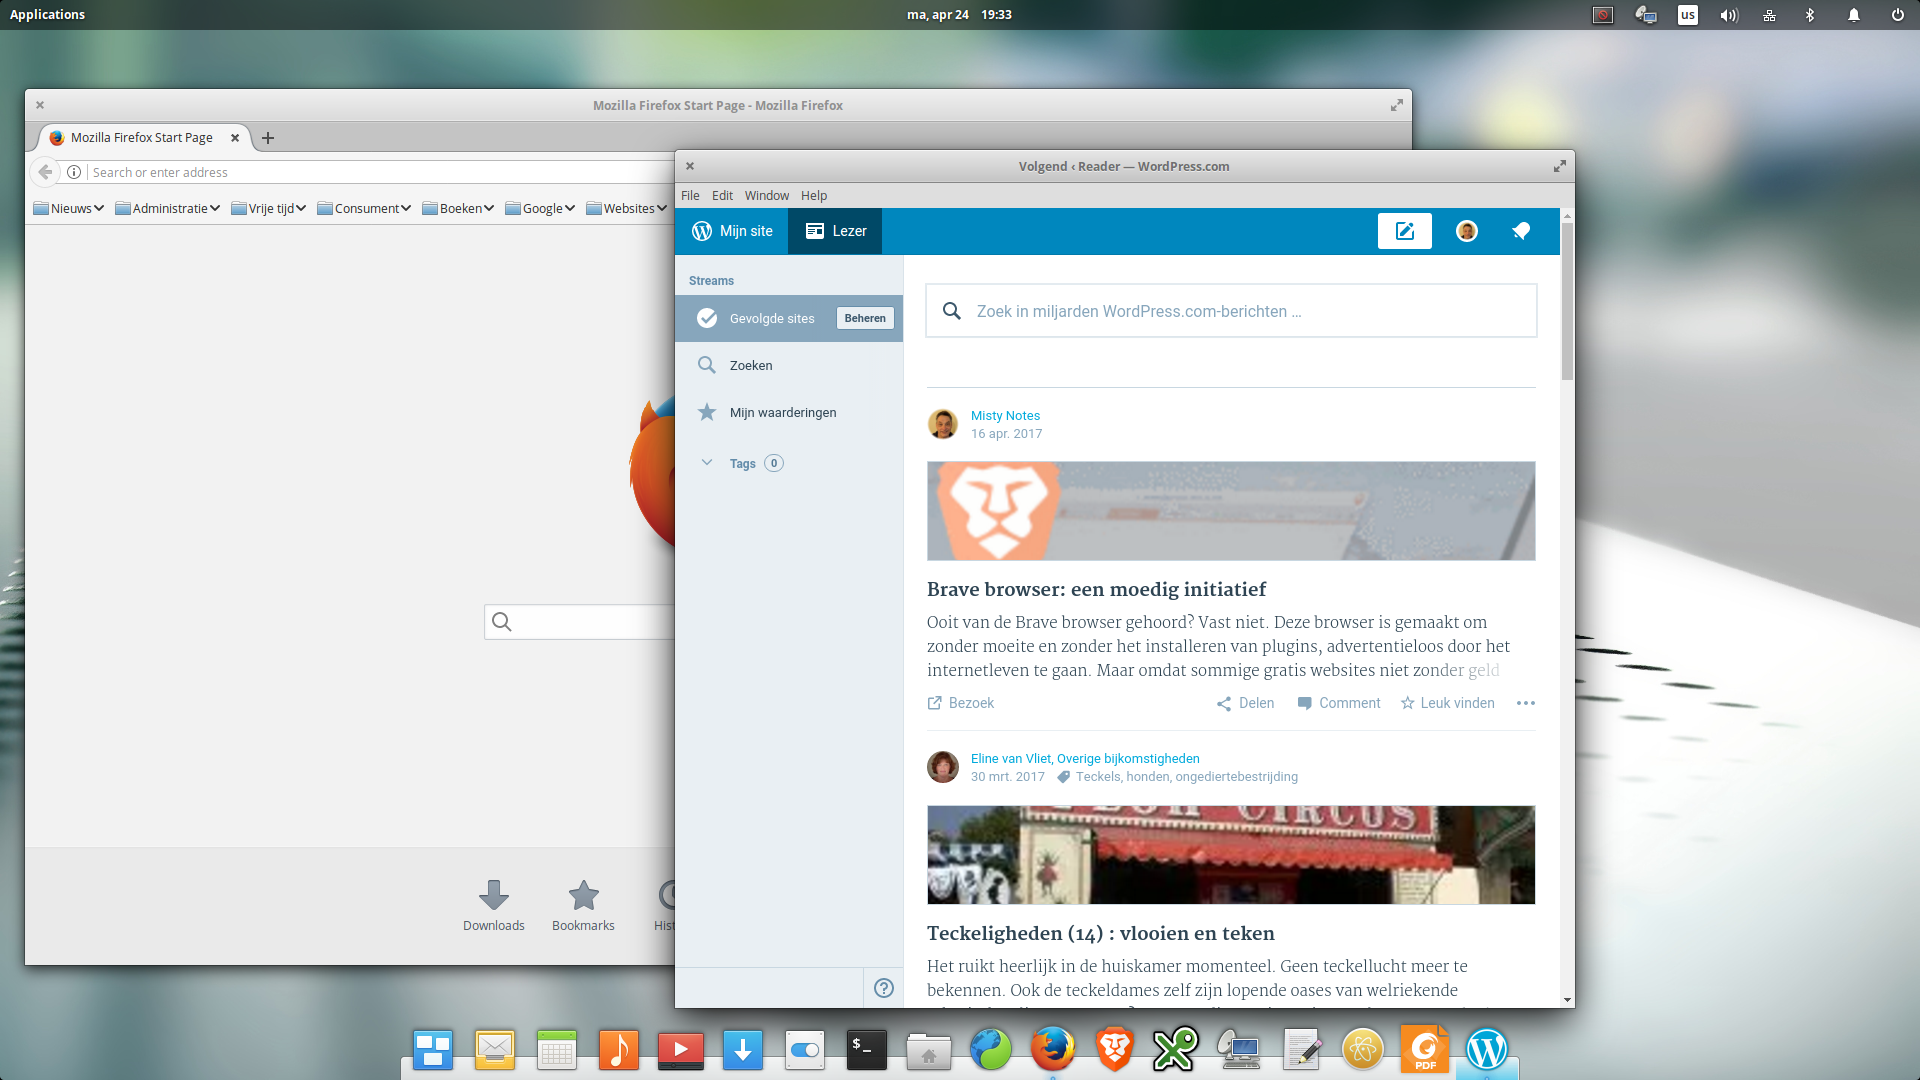 Applications
ma, apr 24 19:33
us
Mozilla Firefox Start Page - Mozilla Firefox
Mozilla Firefox Start Page
Search or enter address
Nieuws
Administratie
Vrije tijd
Consument
Boeken
Google
Websites
Downloads
Bookmarks
Hist
Volgend ‹ Reader — WordPress.com
File Edit Window Help
Mijn site
Lezer
Streams
Gevolgde sites
Beheren
Zoeken
Mijn waarderingen
Tags 0
Zoek in miljarden WordPress.com-berichten ...
Misty Notes
16 apr. 2017
Brave browser: een moedig initiatief
Ooit van de Brave browser gehoord? Vast niet. Deze browser is gemaakt om
zonder moeite en zonder het installeren van plugins, advertentieloos door het
internetleven te gaan. Maar omdat sommige gratis websites niet zonder geld
Bezoek
Delen
Comment
Leuk vinden
Eline van Vliet, Overige bijkomstigheden
30 mrt. 2017 Teckels, honden, ongediertebestrijding
CIRCUS
Teckeligheden (14) : vlooien en teken
Het ruikt heerlijk in de huiskamer momenteel. Geen teckellucht meer te
bekennen. Ook de teckeldames zelf zijn lopende oases van welriekende
$_
PDF